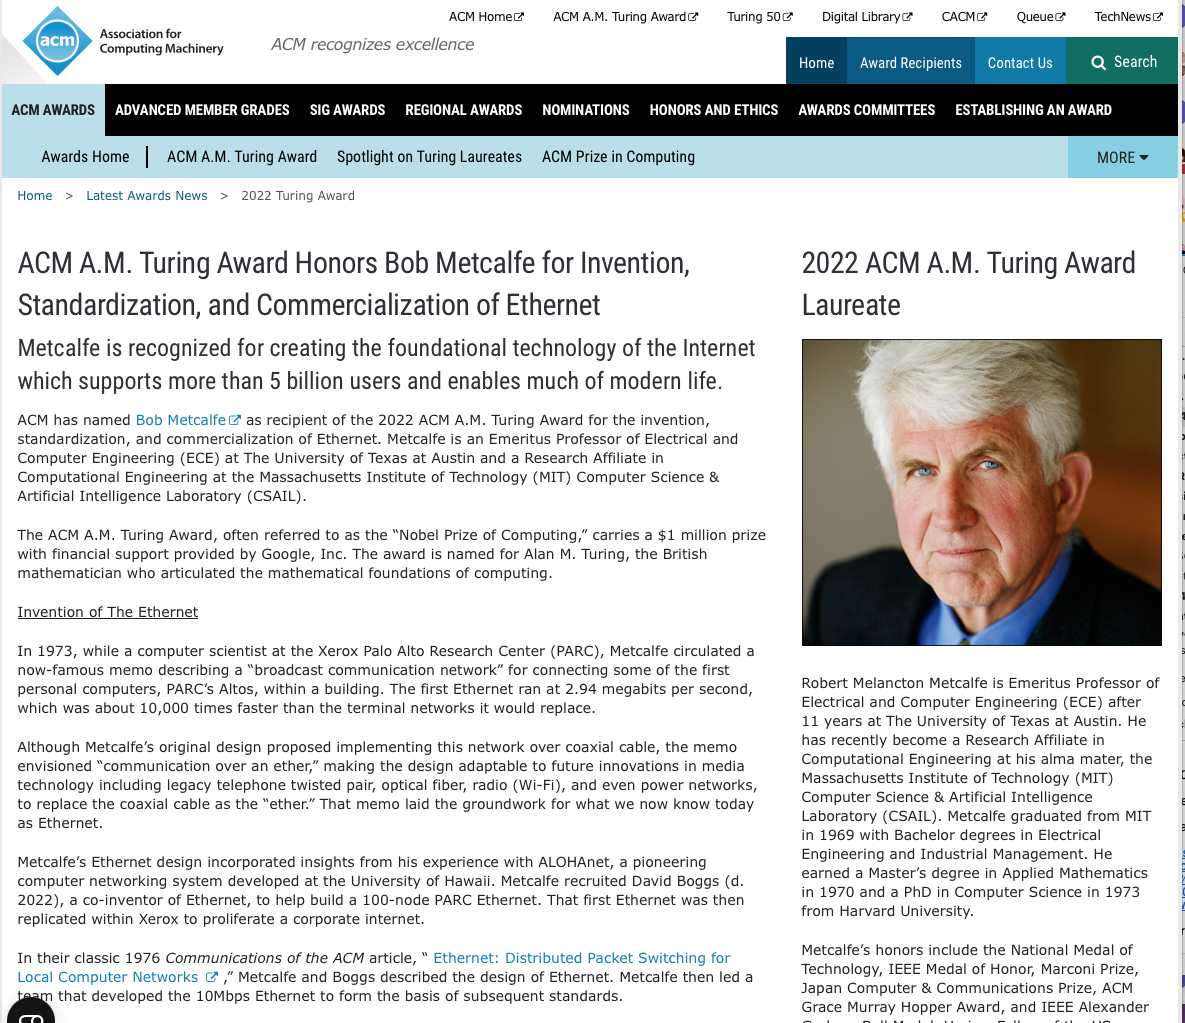 ACM Home
ACM A.M. Turing Award
Turing 50
Digital Library
CACM
Queue
TechNews
acm
Association for
Computing Machinery
ACM recognizes excellence
Home
Award Recipients
Contact Us
Search
ACM AWARDS
ADVANCED MEMBER GRADES
SIG AWARDS
REGIONAL AWARDS
NOMINATIONS
HONORS AND ETHICS
AWARDS COMMITTEES
ESTABLISHING AN AWARD
Awards Home
ACM A.M. Turing Award
Spotlight on Turing Laureates
ACM Prize in Computing
MORE
Home > Latest Awards News > 2022 Turing Award
ACM A.M. Turing Award Honors Bob Metcalfe for Invention,
Standardization, and Commercialization of Ethernet
Metcalfe is recognized for creating the foundational technology of the Internet
which supports more than 5 billion users and enables much of modern life.
ACM has named Bob Metcalfe as recipient of the 2022 ACM A.M. Turing Award for the invention,
standardization, and commercialization of Ethernet. Metcalfe is an Emeritus Professor of Electrical and
Computer Engineering (ECE) at The University of Texas at Austin and a Research Affiliate in
Computational Engineering at the Massachusetts Institute of Technology (MIT) Computer Science &
Artificial Intelligence Laboratory (CSAIL).
The ACM A.M. Turing Award, often referred to as the “Nobel Prize of Computing,” carries a $1 million prize
with financial support provided by Google, Inc. The award is named for Alan M. Turing, the British
mathematician who articulated the mathematical foundations of computing.
Invention of The Ethernet
In 1973, while a computer scientist at the Xerox Palo Alto Research Center (PARC), Metcalfe circulated a
now-famous memo describing a “broadcast communication network” for connecting some of the first
personal computers, PARC’s Altos, within a building. The first Ethernet ran at 2.94 megabits per second,
which was about 10,000 times faster than the terminal networks it would replace.
Although Metcalfe’s original design proposed implementing this network over coaxial cable, the memo
envisioned “communication over an ether,” making the design adaptable to future innovations in media
technology including legacy telephone twisted pair, optical fiber, radio (Wi-Fi), and even power networks,
to replace the coaxial cable as the “ether.” That memo laid the groundwork for what we now know today
as Ethernet.
Metcalfe’s Ethernet design incorporated insights from his experience with ALOHAnet, a pioneering
computer networking system developed at the University of Hawaii. Metcalfe recruited David Boggs (d.
2022), a co-inventor of Ethernet, to help build a 100-node PARC Ethernet. That first Ethernet was then
replicated within Xerox to proliferate a corporate internet.
In their classic 1976 Communications of the ACM article, “ Ethernet: Distributed Packet Switching for
Local Computer Networks ,” Metcalfe and Boggs described the design of Ethernet. Metcalfe then led a
team that developed the 10Mbps Ethernet to form the basis of subsequent standards.
2022 ACM A.M. Turing Award
Laureate
Robert Melancton Metcalfe is Emeritus Professor of
Electrical and Computer Engineering (ECE) after
11 years at The University of Texas at Austin. He
has recently become a Research Affiliate in
Computational Engineering at his alma mater, the
Massachusetts Institute of Technology (MIT)
Computer Science & Artificial Intelligence
Laboratory (CSAIL). Metcalfe graduated from MIT
in 1969 with Bachelor degrees in Electrical
Engineering and Industrial Management. He
earned a Master’s degree in Applied Mathematics
in 1970 and a PhD in Computer Science in 1973
from Harvard University.
Metcalfe’s honors include the National Medal of
Technology, IEEE Medal of Honor, Marconi Prize,
Japan Computer & Communications Prize, ACM
Grace Murray Hopper Award, and IEEE Alexander